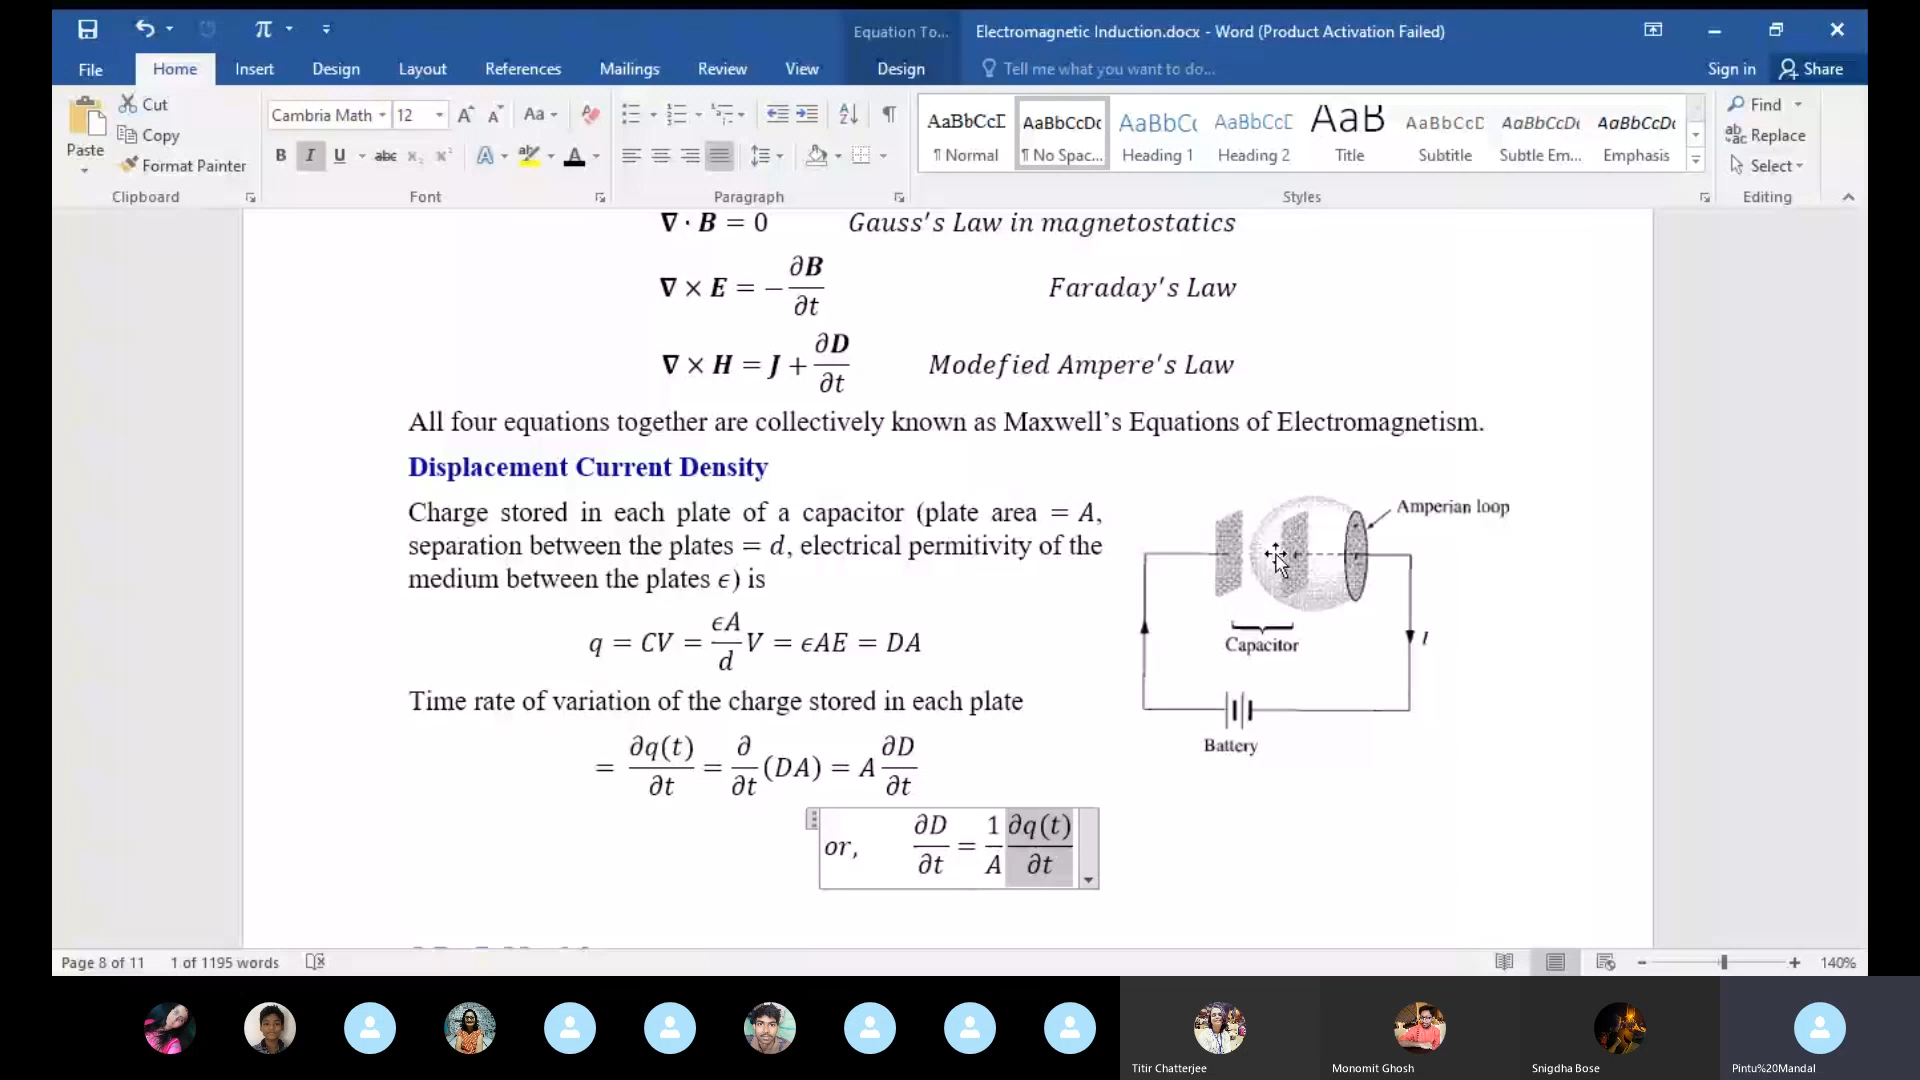 Equation To... Electromagnetic Induction.docx - Word (Product Activation Failed)
File Home Insert Design Layout References Mailings Review View Design Tell me what you want to do... Sign in Share
Cut
Copy
Format Painter
Paste
Clipboard
Cambria Math 12 Aa
B I U abc
Font
Paragraph
AaBbCcD AaBbCcDc AaBbCc AaBbCcD AaB AaBbCcD AaBbCcDc AaBbCcDc
¶ Normal ¶ No Spac... Heading 1 Heading 2 Title Subtitle Subtle Em... Emphasis
Styles
Find
Replace
Select
Editing
∇ · B = 0 Gauss's Law in magnetostatics
∇ × E = −∂B/∂t Faraday's Law
∇ × H = J + ∂D/∂t Modefied Ampere's Law
All four equations together are collectively known as Maxwell’s Equations of Electromagnetism.
Displacement Current Density
Charge stored in each plate of a capacitor (plate area = A,
separation between the plates = d, electrical permitivity of the
medium between the plates ϵ) is
q = CV = ϵA/d V = ϵAE = DA
Time rate of variation of the charge stored in each plate
= ∂q(t)/∂t = ∂/∂t (DA) = A ∂D/∂t
or, ∂D/∂t = 1/A ∂q(t)/∂t
Amperian loop
Capacitor
I
Battery
Page 8 of 11 1 of 1195 words 140%
Titir Chatterjee Monomit Ghosh Snigdha Bose Pintu%20Mandal